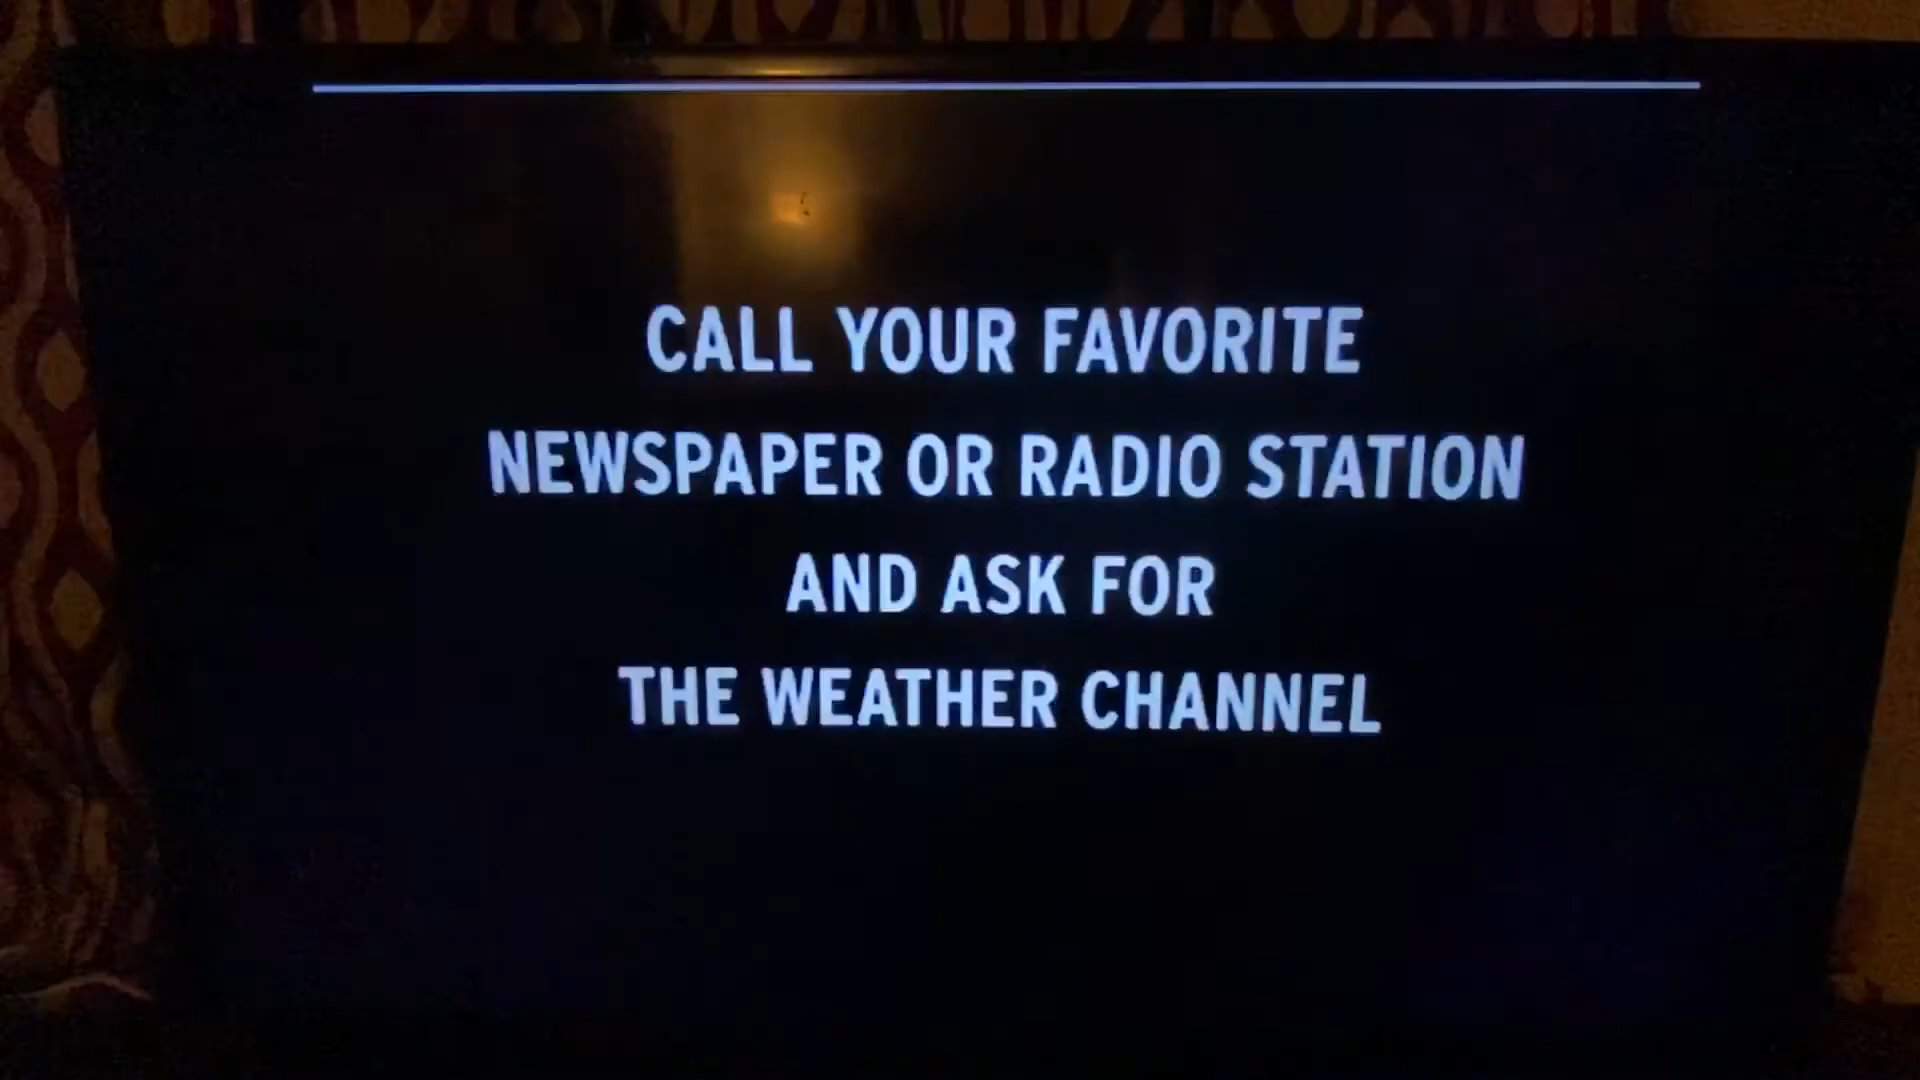 CALL YOUR FAVORITE
NEWSPAPER OR RADIO STATION
AND ASK FOR
THE WEATHER CHANNEL